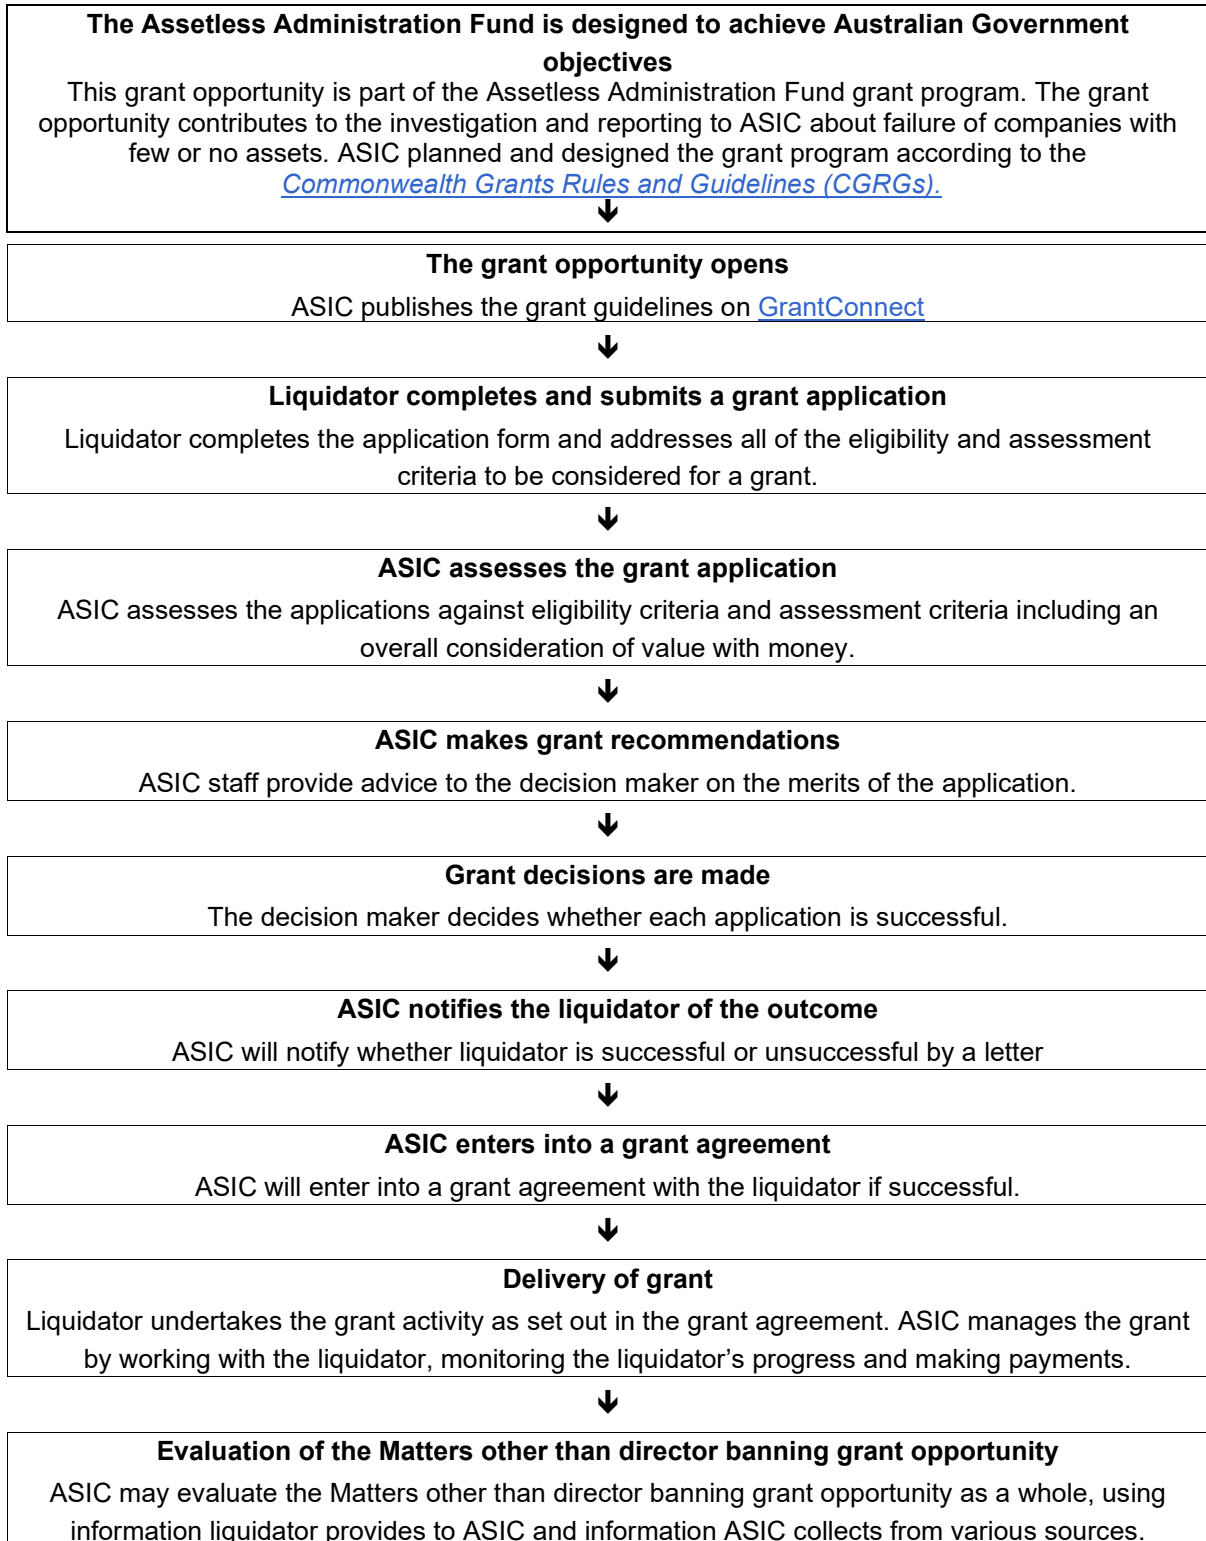 The Assetless Administration Fund is designed to achieve Australian Government
objectives
This grant opportunity is part of the Assetless Administration Fund grant program. The grant
opportunity contributes to the investigation and reporting to ASIC about failure of companies with
few or no assets. ASIC planned and designed the grant program according to the
Commonwealth Grants Rules and Guidelines (CGRGs).
The grant opportunity opens
ASIC publishes the grant guidelines on GrantConnect
Liquidator completes and submits a grant application
Liquidator completes the application form and addresses all of the eligibility and assessment
criteria to be considered for a grant.
ASIC assesses the grant application
ASIC assesses the applications against eligibility criteria and assessment criteria including an
overall consideration of value with money.
ASIC makes grant recommendations
ASIC staff provide advice to the decision maker on the merits of the application.
Grant decisions are made
The decision maker decides whether each application is successful.
ASIC notifies the liquidator of the outcome
ASIC will notify whether liquidator is successful or unsuccessful by a letter
ASIC enters into a grant agreement
ASIC will enter into a grant agreement with the liquidator if successful.
Delivery of grant
Liquidator undertakes the grant activity as set out in the grant agreement. ASIC manages the grant
by working with the liquidator, monitoring the liquidator's progress and making payments.
Evaluation of the Matters other than director banning grant opportunity
ASIC may evaluate the Matters other than director banning grant opportunity as a whole, using
information liquidator provides to ASIC and information ASIC collects from various sources.